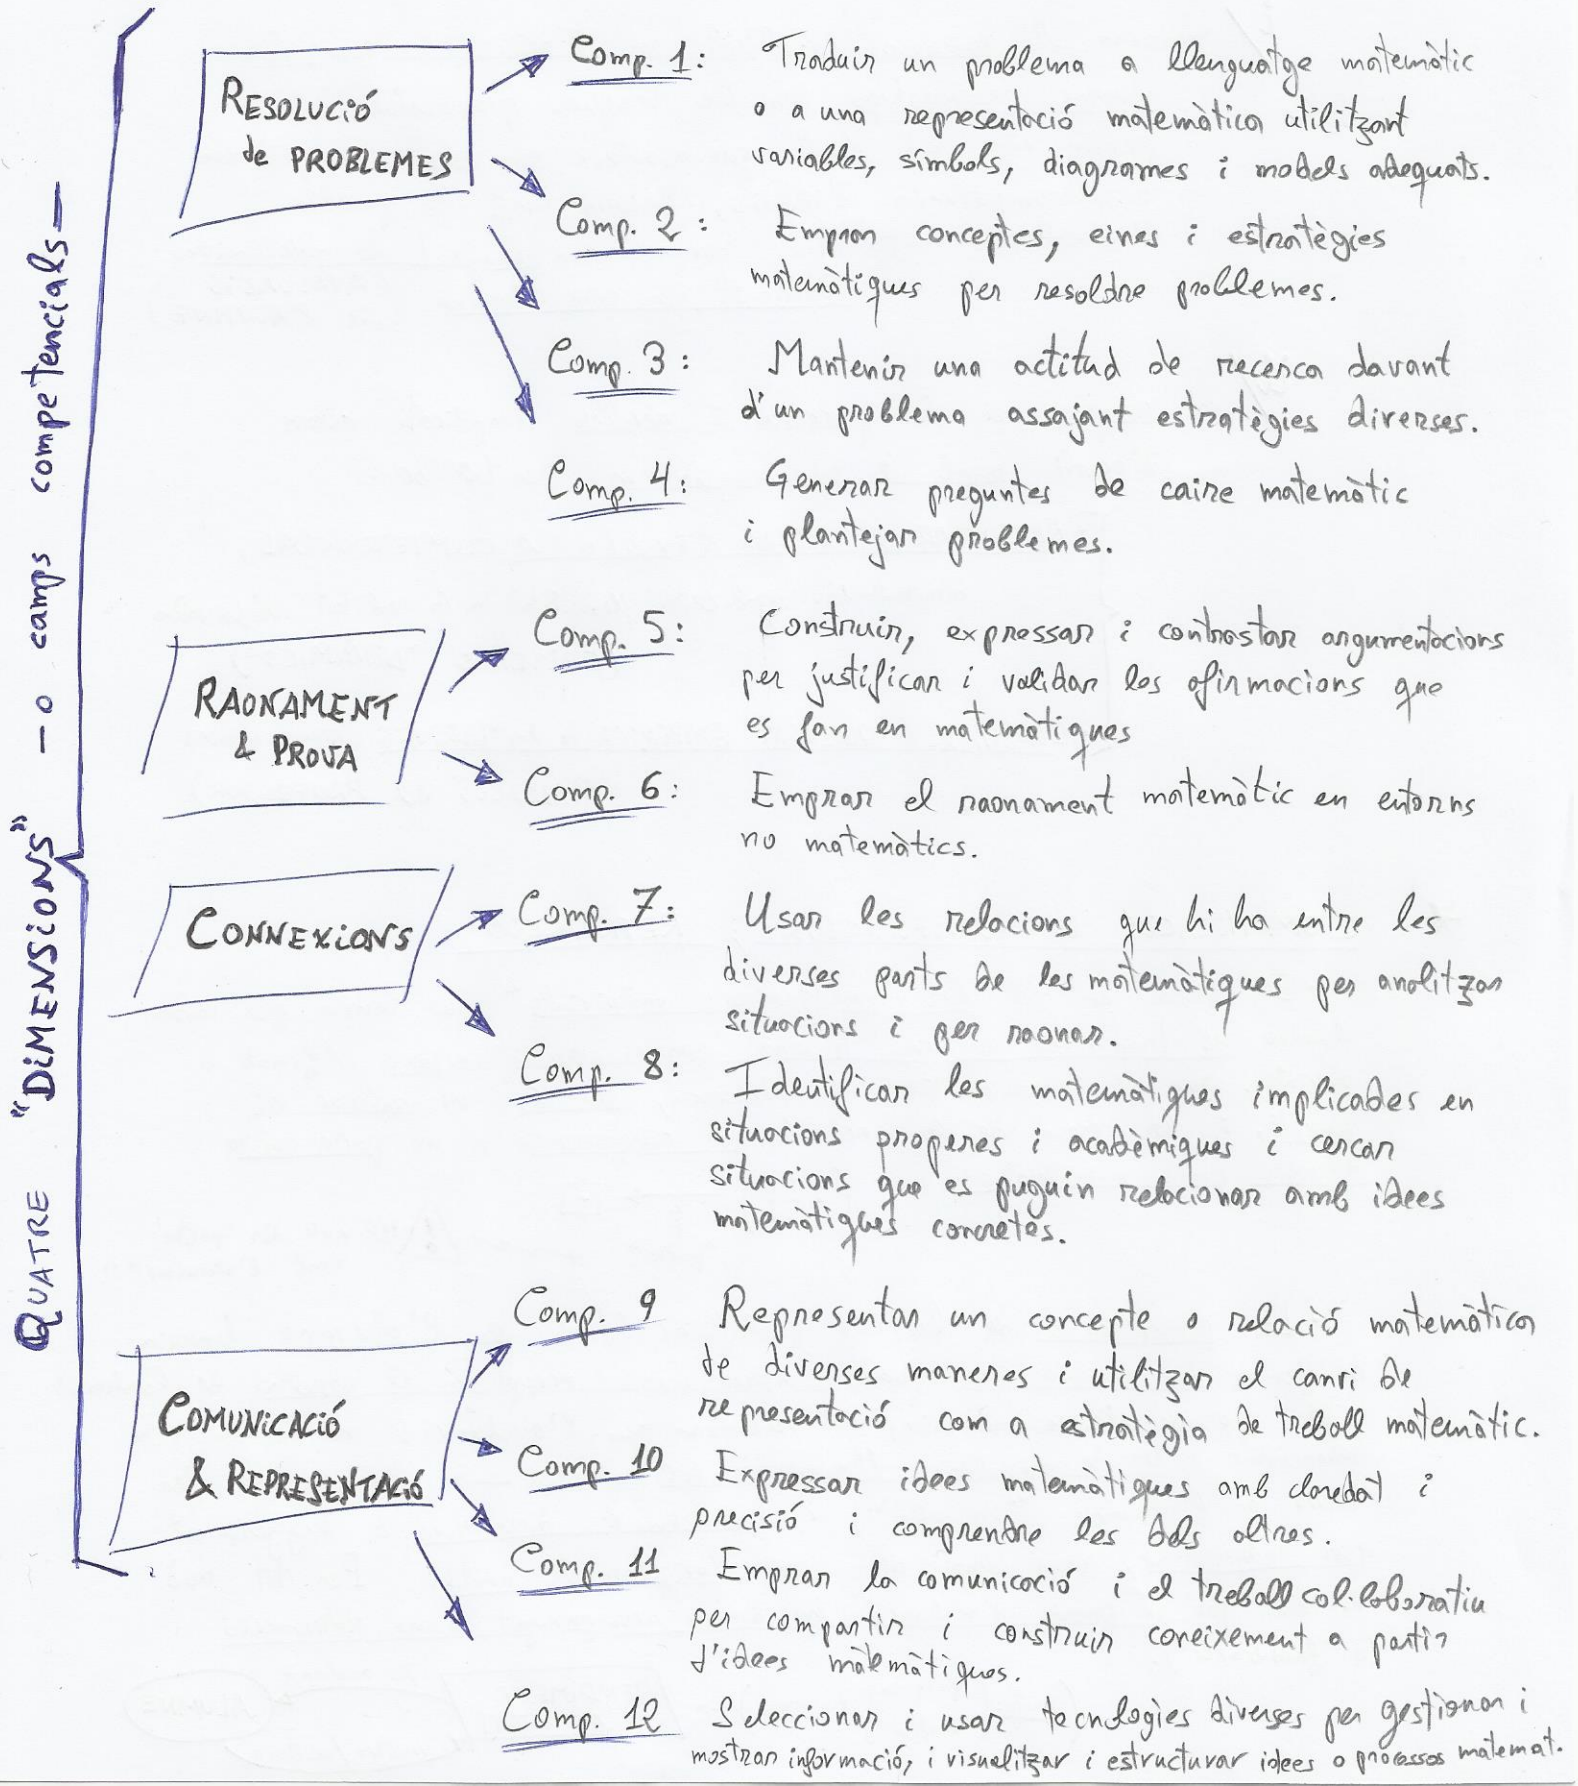 QUATRE "DIMENSIONS" — o camps competencials —
RESOLUCIÓ
de PROBLEMES
Comp. 1: Traduir un problema a llenguatge matemàtic
o a una representació matemàtica utilitzant
variables, símbols, diagrames i models adequats.
Comp. 2: Emprar conceptes, eines i estratègies
matemàtiques per resoldre problemes.
Comp. 3: Mantenir una actitud de recerca davant
d'un problema assajant estratègies diverses.
Comp. 4: Generar preguntes de caire matemàtic
i plantejar problemes.
RAONAMENT
& PROVA
Comp. 5: Construir, expressar i contrastar argumentacions
per justificar i validar les afirmacions que
es fan en matemàtiques
Comp. 6: Emprar el raonament matemàtic en entorns
no matemàtics.
CONNEXIONS
Comp. 7: Usar les relacions que hi ha entre les
diverses parts de les matemàtiques per analitzar
situacions i per raonar.
Comp. 8: Identificar les matemàtiques implicades en
situacions properes i acadèmiques i cercar
situacions que es puguin relacionar amb idees
matemàtiques concretes.
COMUNICACIÓ
& REPRESENTACIÓ
Comp. 9 Representar un concepte o relació matemàtica
de diverses maneres i utilitzar el canvi de
representació com a estratègia de treball matemàtic.
Comp. 10 Expressar idees matemàtiques amb claredat i
precisió i comprendre les dels altres.
Comp. 11 Emprar la comunicació i el treball col·laboratiu
per compartir i construir coneixement a partir
d'idees matemàtiques.
Comp. 12 Seleccionar i usar tecnologies diverses per gestionar i
mostrar informació, i visualitzar i estructurar idees o processos matemat.